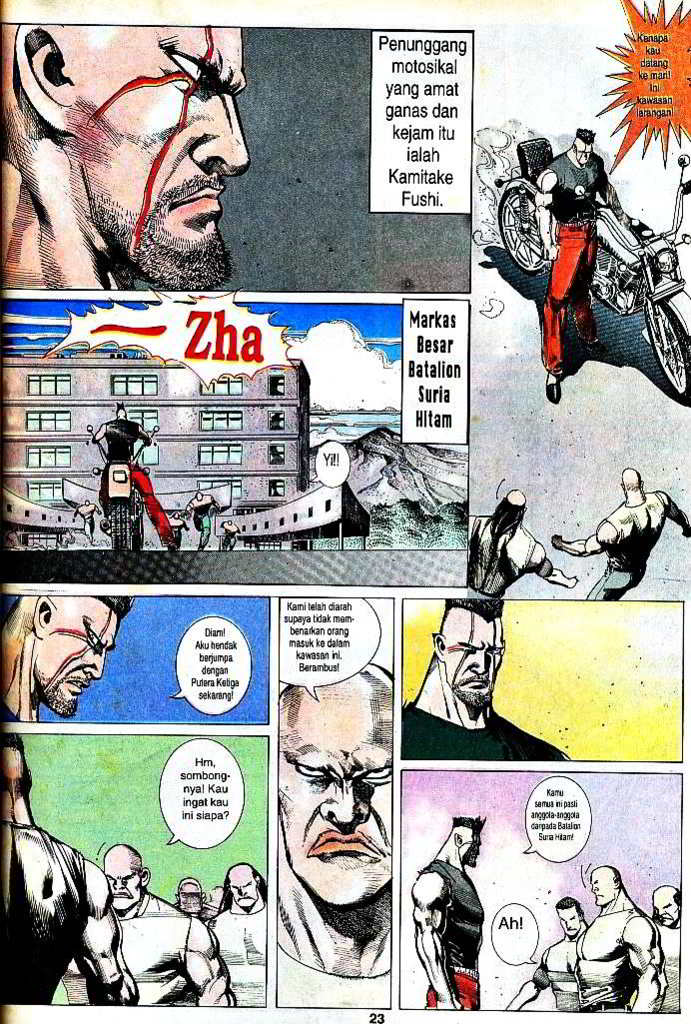 Penunggang
motosikal
yang amat
ganas dan
kejam itu
ialah
Kamitake
Fushi.
Kenapa
kau
datang
ke mari!
Ini
kawasan
larangan!
Zha
Markas
Besar
Batalion
Suria
Hitam
Yi!!
Diam!
Aku hendak
berjumpa
dengan
Putera Ketiga
sekarang!
Kami telah diarah
supaya tidak mem-
benarkan orang
masuk ke dalam
kawasan ini.
Berambus!
Hm,
sombong-
nya! Kau
ingat kau
ini siapa?
Kamu
semua ini pasti
anggota-anggota
daripada Batalion
Suria Hitam!
Ah!
23